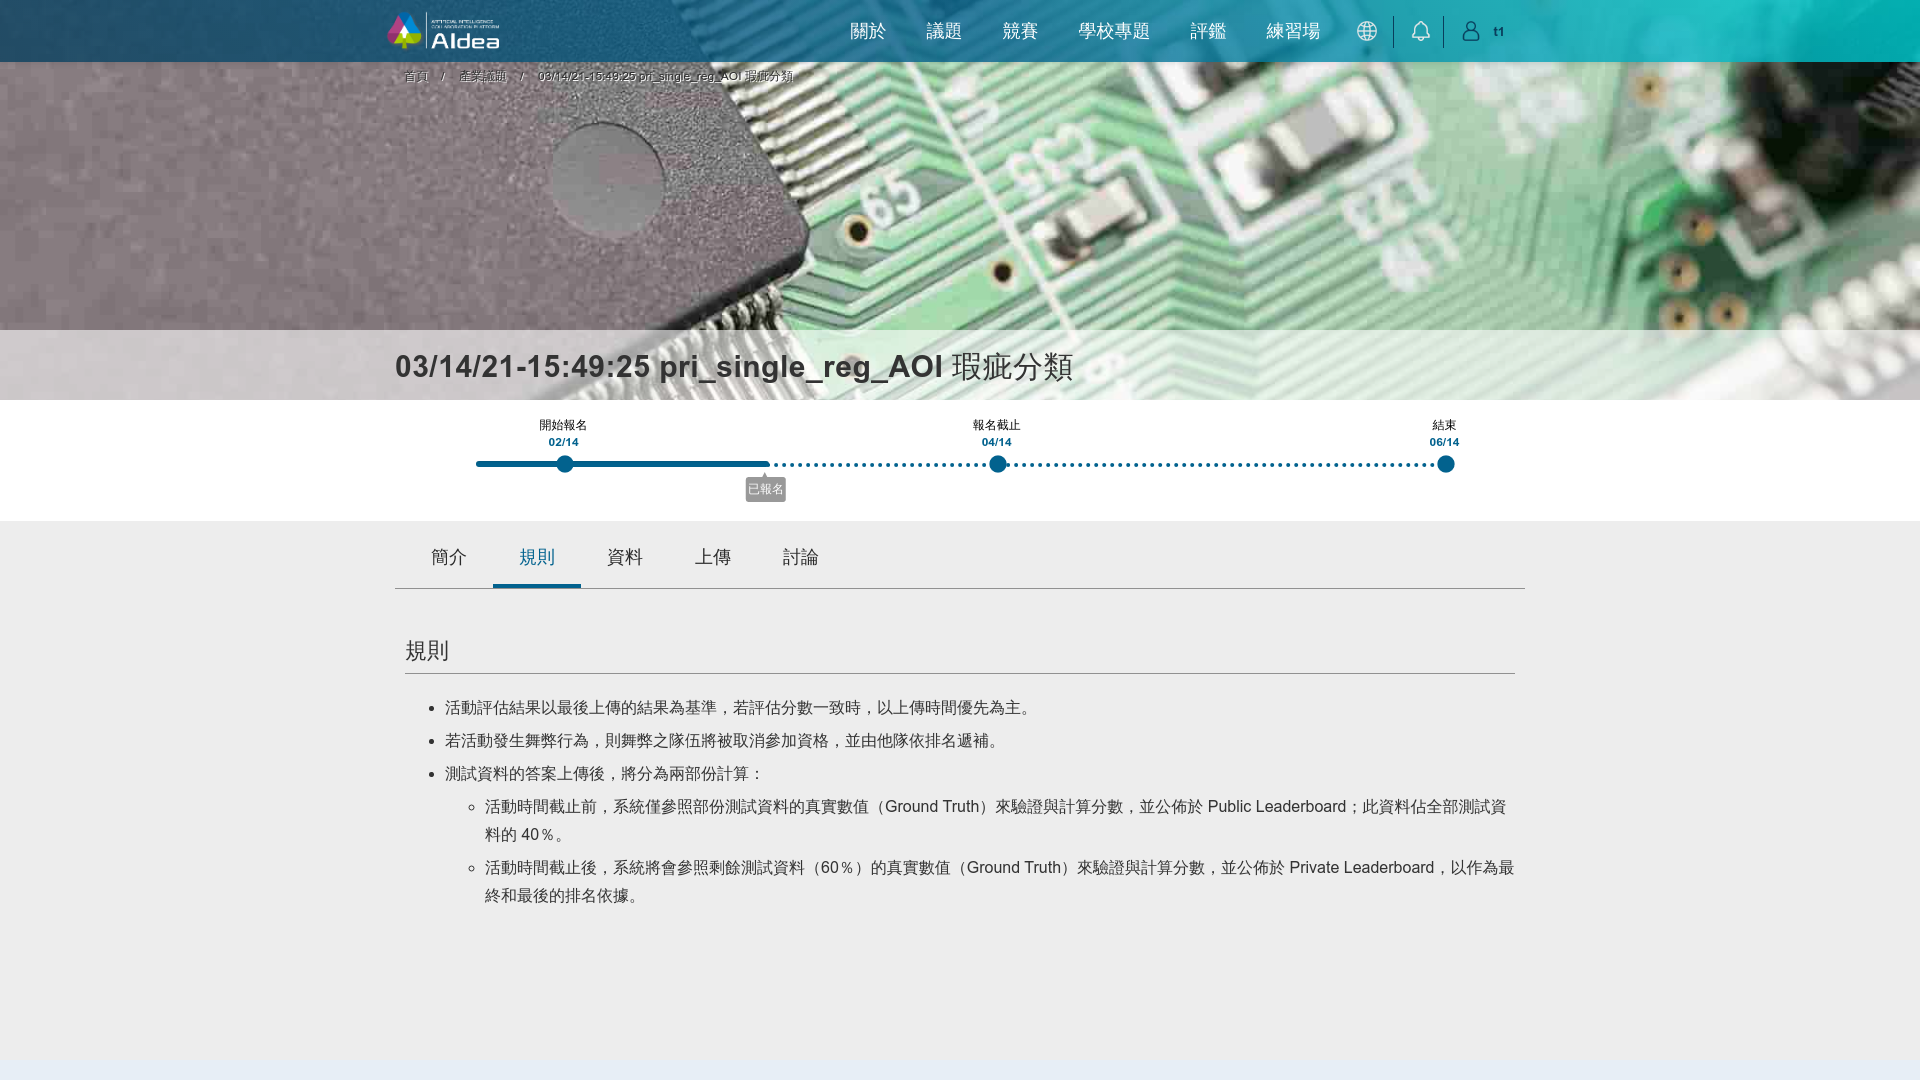 ARTIFICIAL INTELLIGENCE
COLLABORATION PLATFORM
AIdea
關於 議題 競賽 學校專題 評鑑 練習場 t1
首頁 / 產業議題 / 03/14/21-15:49:25 pri_single_reg_AOI 瑕疵分類
65
03/14/21-15:49:25 pri_single_reg_AOI 瑕疵分類
開始報名 報名截止 結束
02/14 04/14 06/14
已報名
簡介 規則 資料 上傳 討論
規則
活動評估結果以最後上傳的結果為基準，若評估分數一致時，以上傳時間優先為主。
若活動發生舞弊行為，則舞弊之隊伍將被取消參加資格，並由他隊依排名遞補。
測試資料的答案上傳後，將分為兩部份計算：
活動時間截止前，系統僅參照部份測試資料的真實數值（Ground Truth）來驗證與計算分數，並公佈於 Public Leaderboard；此資料佔全部測試資
料的 40％。
活動時間截止後，系統將會參照剩餘測試資料（60％）的真實數值（Ground Truth）來驗證與計算分數，並公佈於 Private Leaderboard，以作為最
終和最後的排名依據。